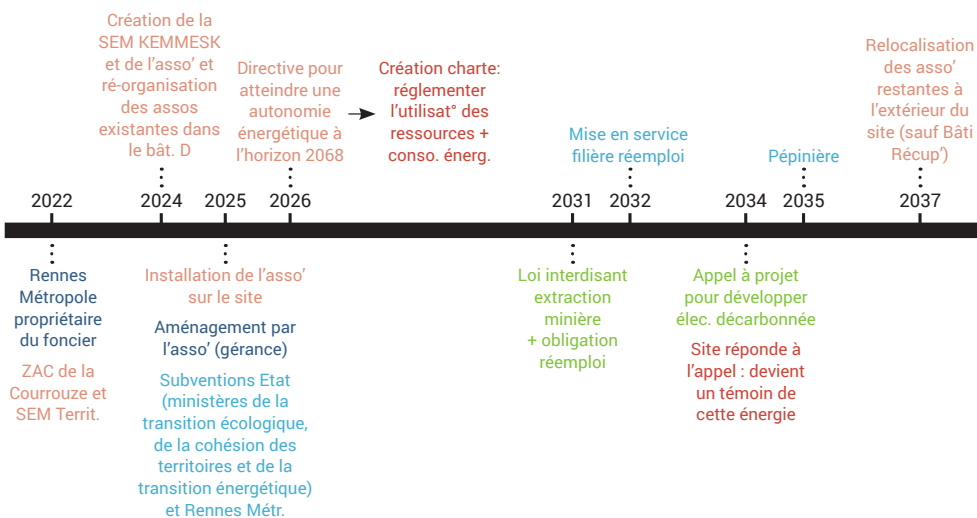 Création de la
SEM KEMMESK
et de l'asso' et
ré-organisation
des assos
existantes dans
le bât. D
Directive pour
atteindre une
autonomie
énergétique à
l'horizon 2068
Création charte:
réglementer
l'utilisat° des
ressources +
conso. énerg.
Mise en service
filière réemploi
Pépinière
Relocalisation
des asso'
restantes à
l'extérieur du
site (sauf Bâti
Récup')
2022
2024
2025
2026
2031
2032
2034
2035
2037
Rennes
Métropole
propriétaire
du foncier
ZAC de la
Courrouze et
SEM Territ.
Installation de l'asso'
sur le site
Aménagement par
l'asso' (gérance)
Subventions Etat
(ministères de la
transition écologique,
de la cohésion des
territoires et de la
transition énergétique)
et Rennes Métr.
Loi interdisant
extraction
minière
+ obligation
réemploi
Appel à projet
pour développer
élec. décarbonnée
Site réponde à
l'appel : devient
un témoin de
cette énergie